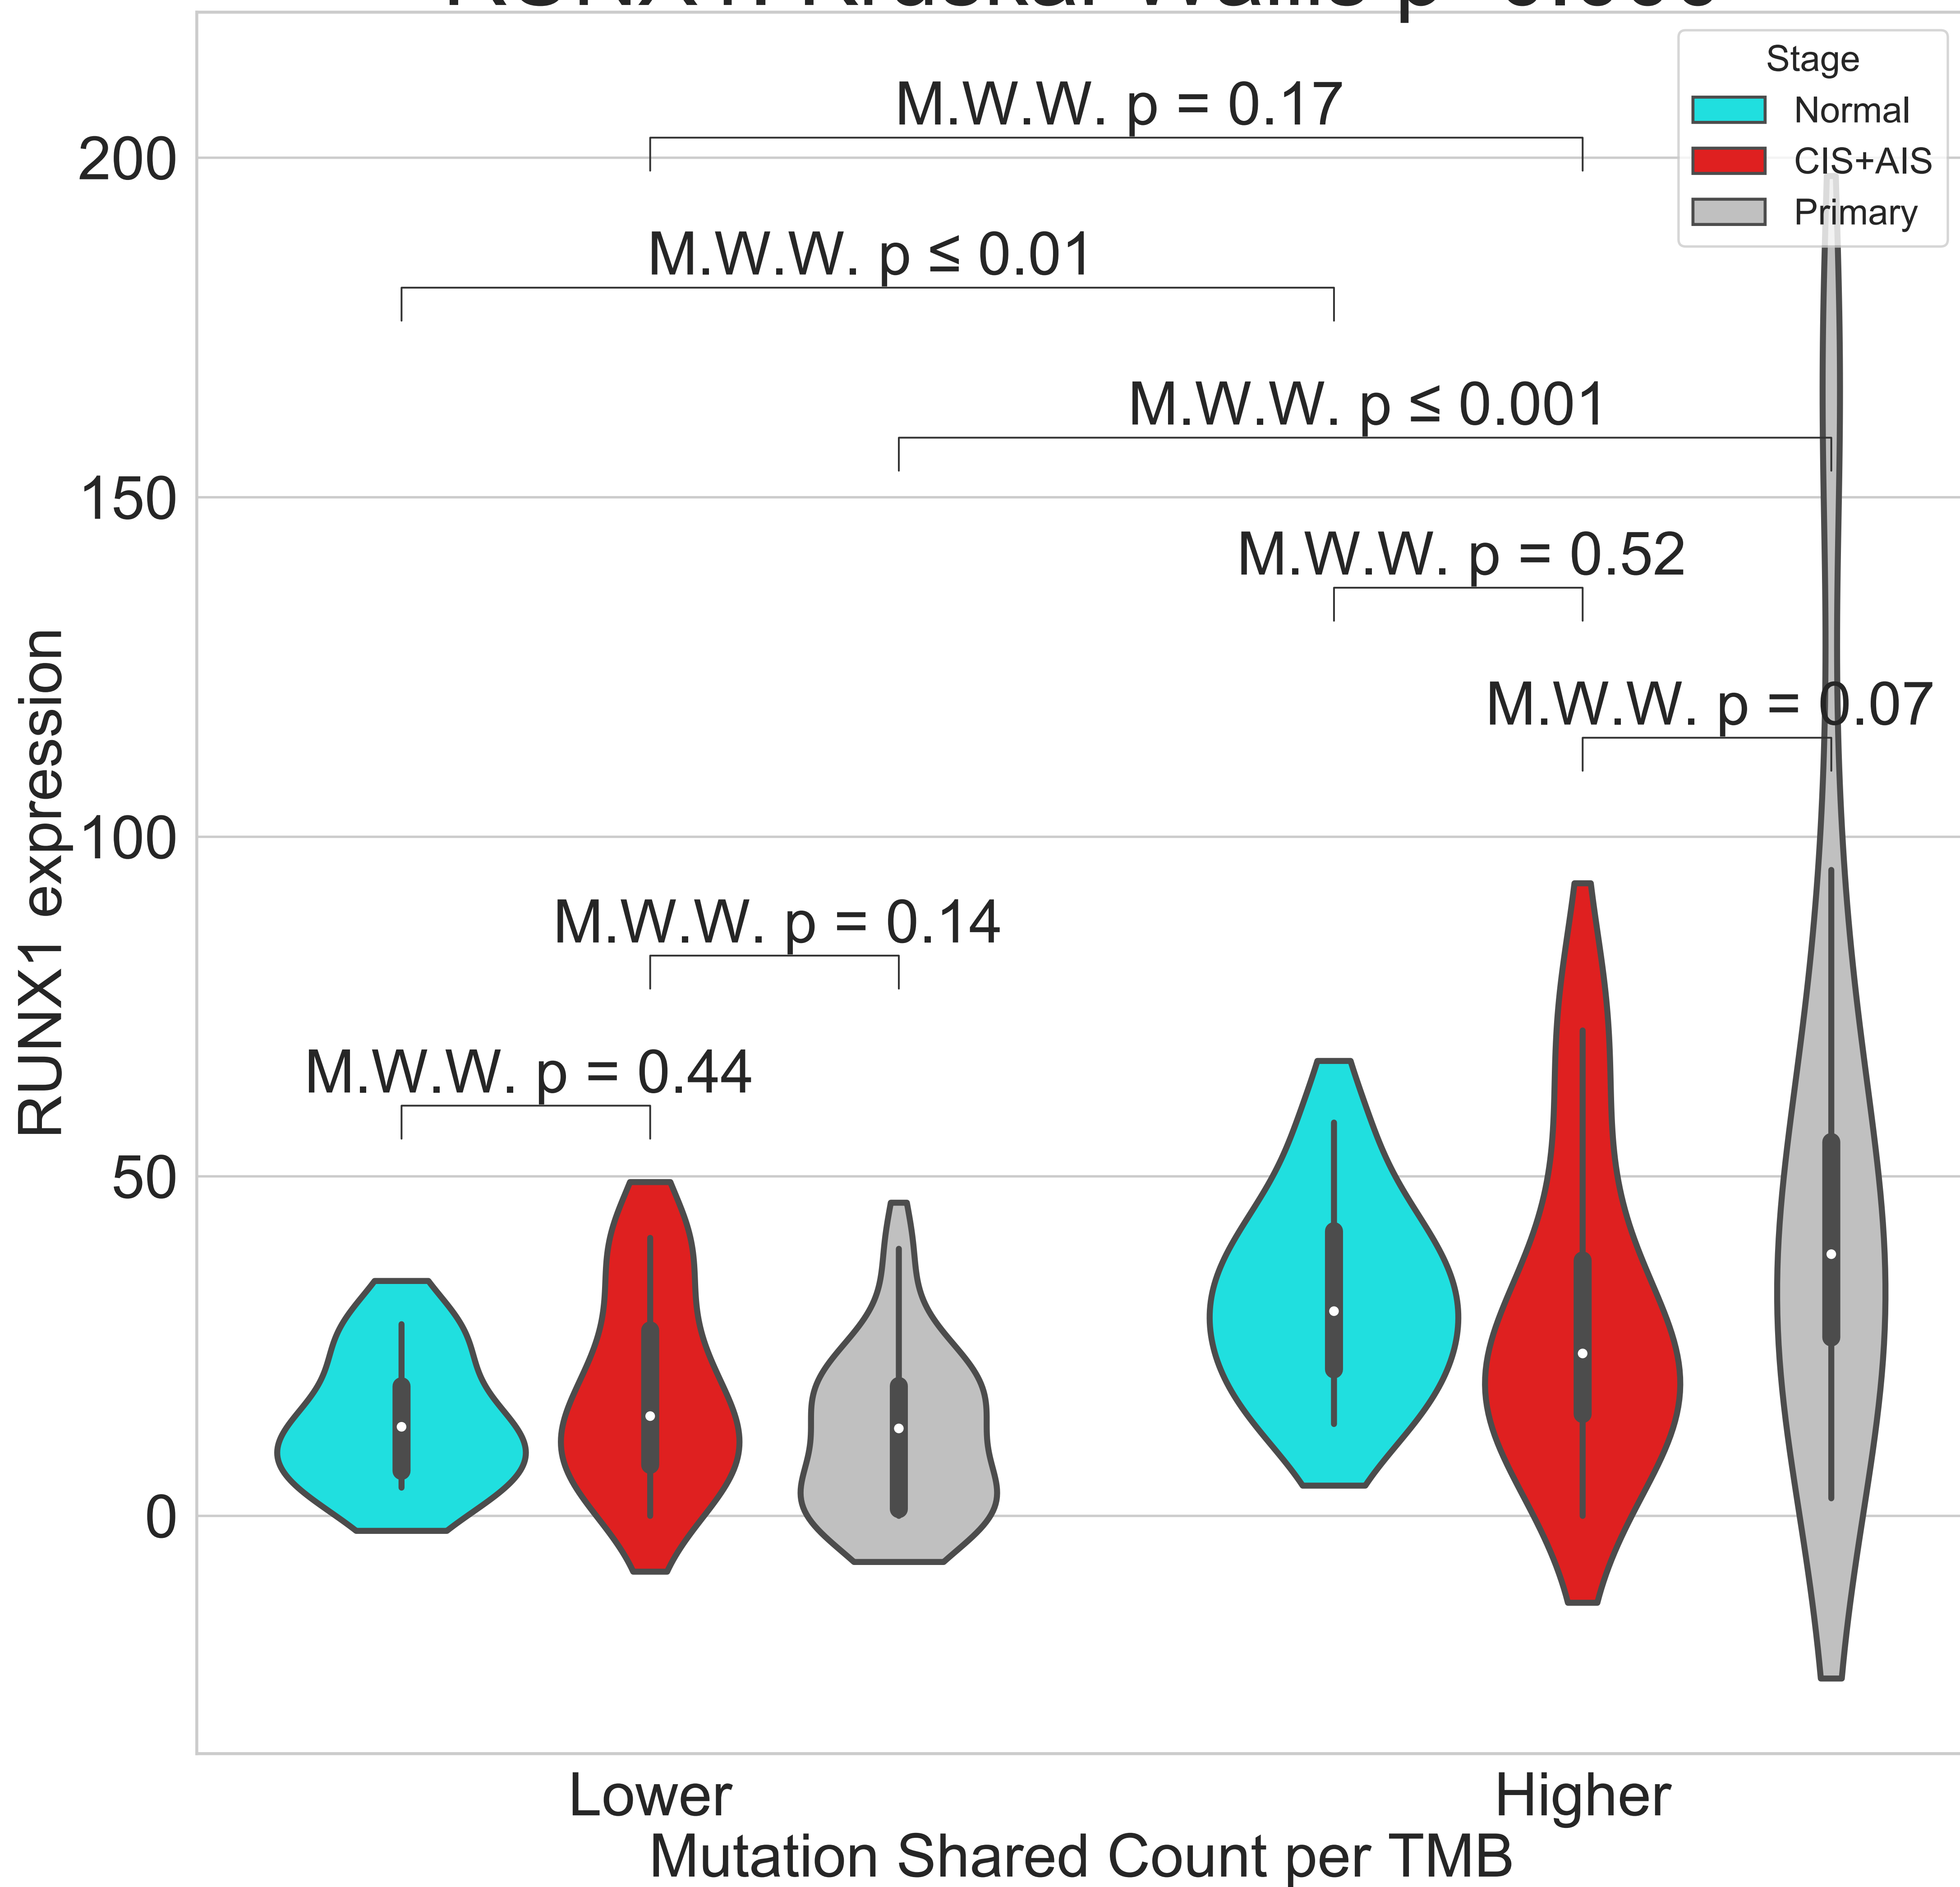 Stage
Normal
CIS+AIS
Primary
M.W.W. p = 0.17
M.W.W. p ≤ 0.01
M.W.W. p ≤ 0.001
M.W.W. p = 0.52
M.W.W. p = 0.07
M.W.W. p = 0.14
M.W.W. p = 0.44
200
150
100
50
0
RUNX1 expression
Lower
Higher
Mutation Shared Count per TMB